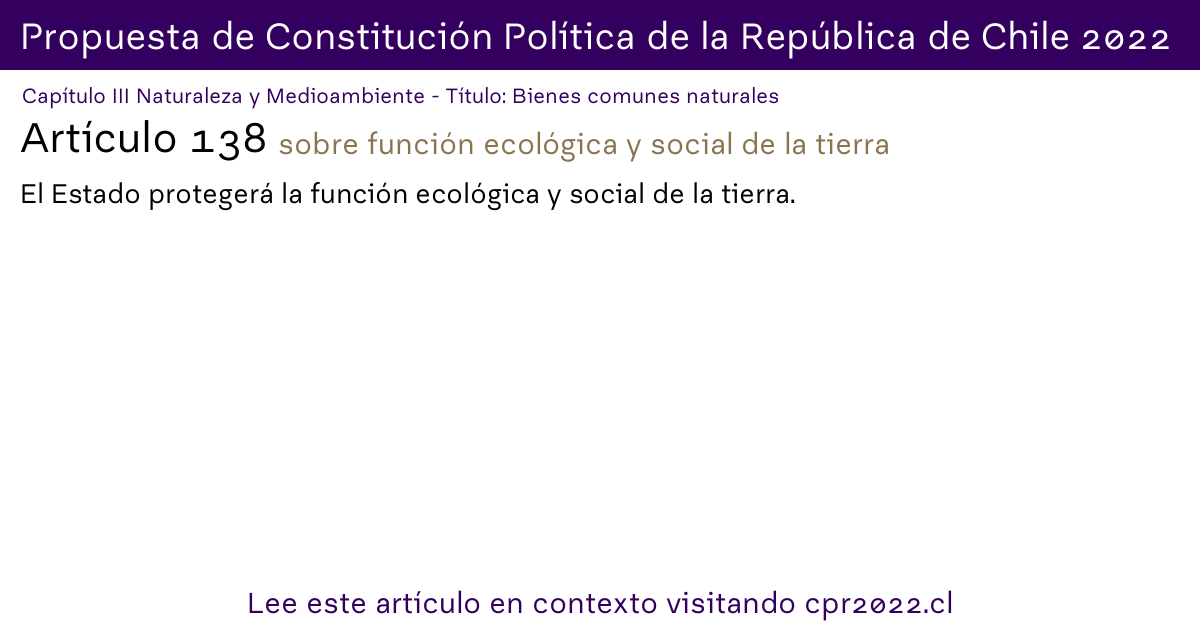 Propuesta de Constitución Política de la República de Chile 2022
Capítulo III Naturaleza y Medioambiente - Título: Bienes comunes naturales
Artículo 138 sobre función ecológica y social de la tierra
El Estado protegerá la función ecológica y social de la tierra.
Lee este artículo en contexto visitando cpr2022.cl